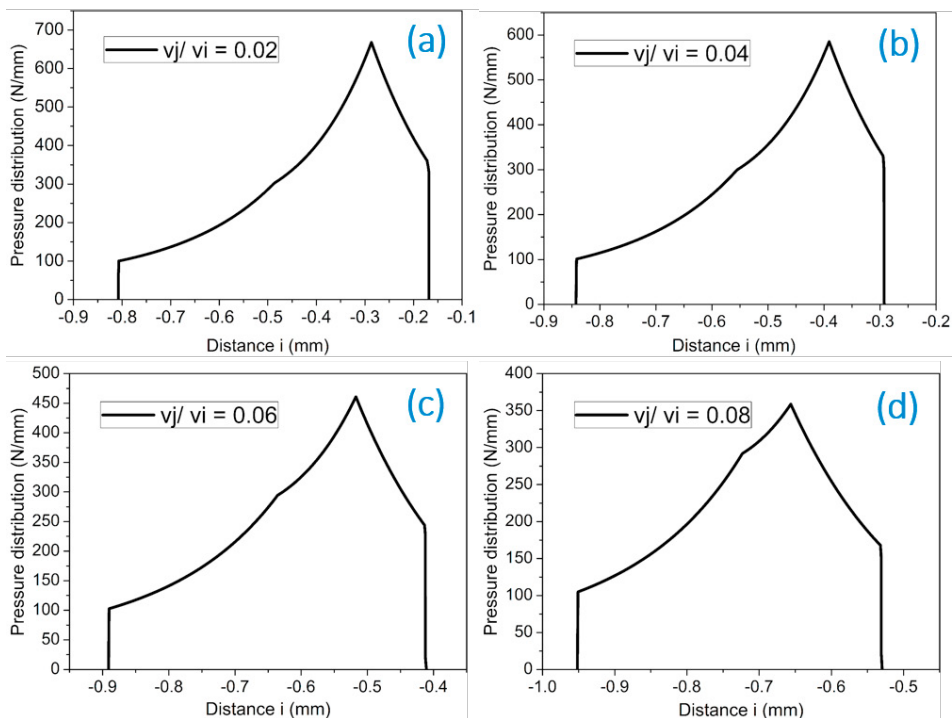 (a)
vj/ vi = 0.02
Pressure distribution (N/mm)
700
600
500
400
300
200
100
0
-0.9 -0.8 -0.7 -0.6 -0.5 -0.4 -0.3 -0.2 -0.1
Distance i (mm)
(b)
vj/ vi = 0.04
Pressure distribution (N/mm)
600
500
400
300
200
100
0
-0.9 -0.8 -0.7 -0.6 -0.5 -0.4 -0.3 -0.2
Distance i (mm)
(c)
vj/ vi = 0.06
Pressure distribution (N/mm)
500
450
400
350
300
250
200
150
100
50
0
-0.9 -0.8 -0.7 -0.6 -0.5 -0.4
Distance i (mm)
(d)
vj/ vi = 0.08
Pressure distribution (N/mm)
400
350
300
250
200
150
100
50
0
-1.0 -0.9 -0.8 -0.7 -0.6 -0.5
Distance i (mm)